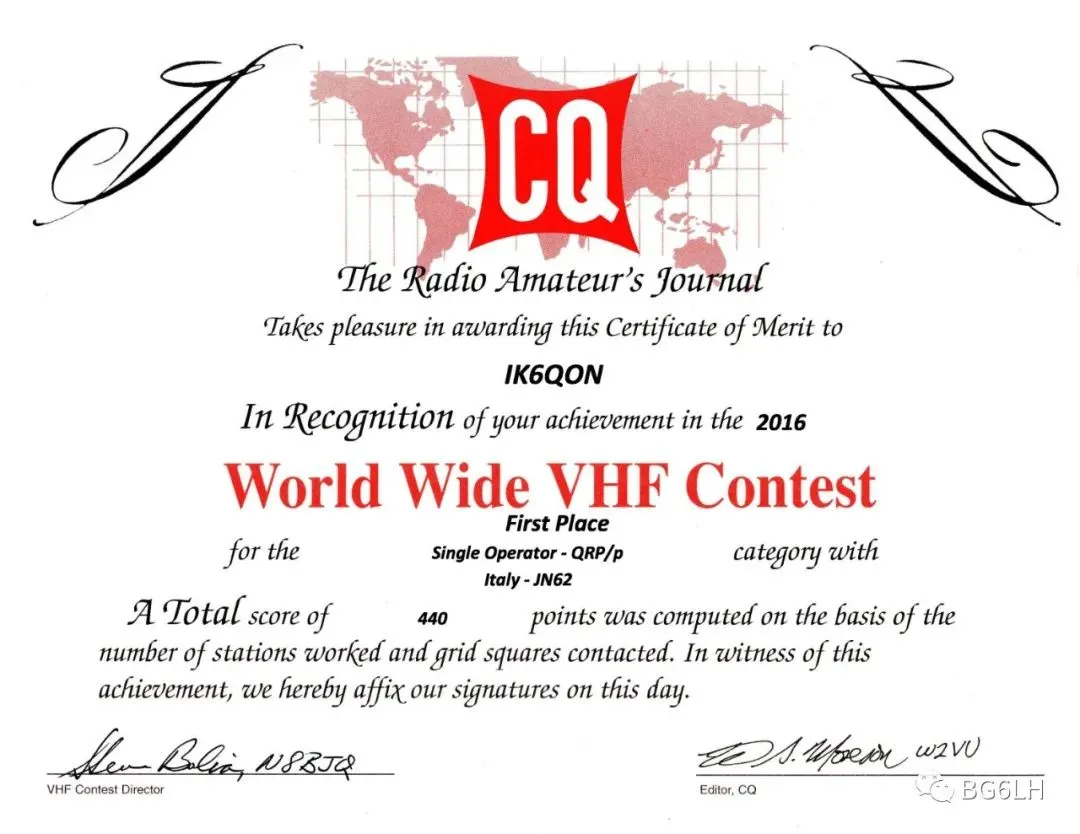 CQ
The Radio Amateur's Journal
Takes pleasure in awarding this Certificate of Merit to
IK6QON
In Recognition of your achievement in the 2016
World Wide VHF Contest
First Place
for the Single Operator - QRP/p category with
Italy - JN62
A Total score of 440 points was computed on the basis of the
number of stations worked and grid squares contacted. In witness of this
achievement, we hereby affix our signatures on this day.
Steve Bolia, N8BJQ
W2VU
VHF Contest Director
Editor, CQ
BG6LH